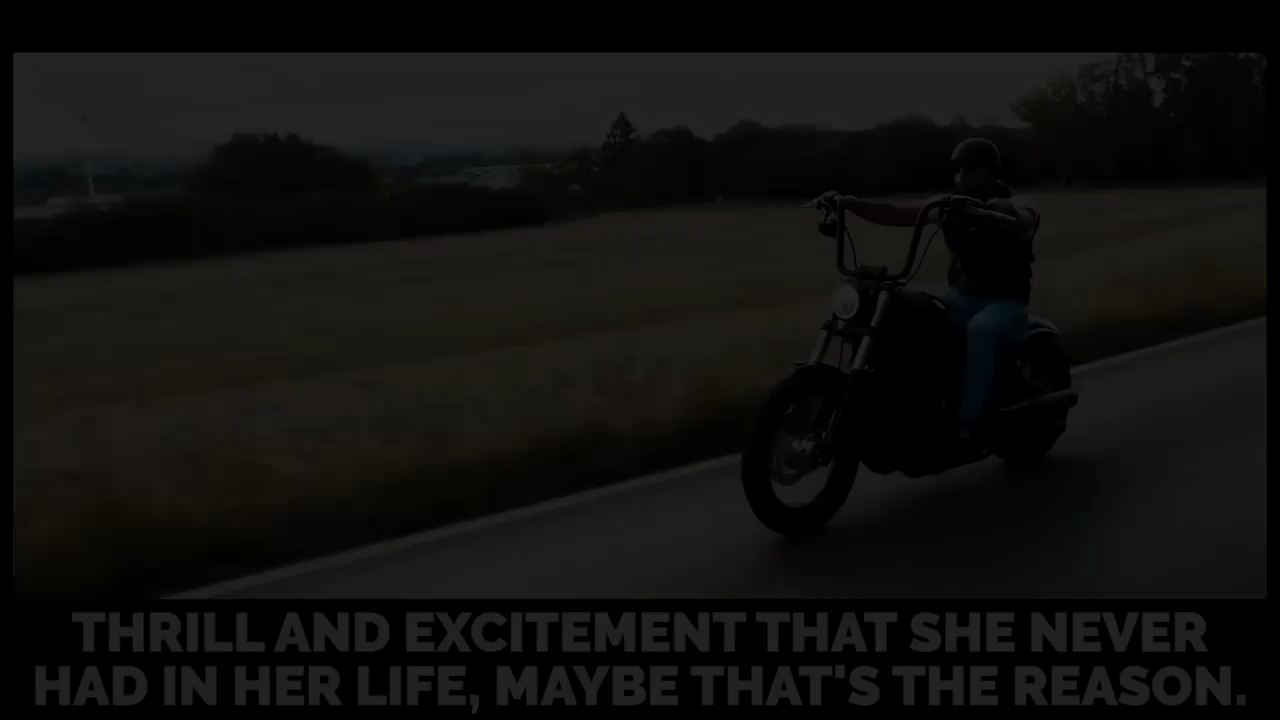 THRILL AND EXCITEMENT THAT SHE NEVER
HAD IN HER LIFE, MAYBE THAT'S THE REASON.